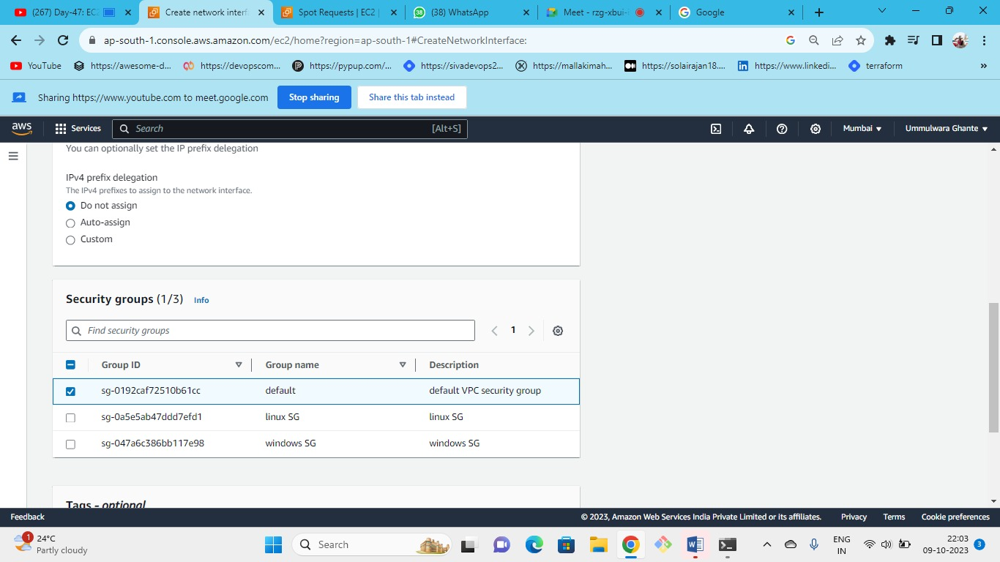 (267) Day-47: EC2
Create network interf
Spot Requests | EC2
(38) WhatsApp
Meet - rzg-xbui-
Google
ap-south-1.console.aws.amazon.com/ec2/home?region=ap-south-1#CreateNetworkInterface:
YouTube
https://awesome-d...
https://devopscom...
https://pypup.com/...
https://sivadevops2...
https://mallakimah...
https://solairajan18....
https://www.linkedi...
terraform
»
Sharing https://www.youtube.com to meet.google.com
Stop sharing
Share this tab instead
aws
Services
Search
[Alt+S]
Mumbai
Ummulwara Ghante
You can optionally set the IP prefix delegation
IPv4 prefix delegation
The IPv4 prefixes to assign to the network interface.
Do not assign
Auto-assign
Custom
Security groups (1/3) Info
Find security groups
1
Group ID Group name Description
sg-0192caf72510b61cc default default VPC security group
sg-0a5e5ab47ddd7efd1 linux SG linux SG
sg-047a6c386bb117e98 windows SG windows SG
Tags - optional
Feedback
© 2023, Amazon Web Services India Private Limited or its affiliates.
Privacy
Terms
Cookie preferences
1
24°C
Partly cloudy
Search
ENG
IN
22:03
09-10-2023
3